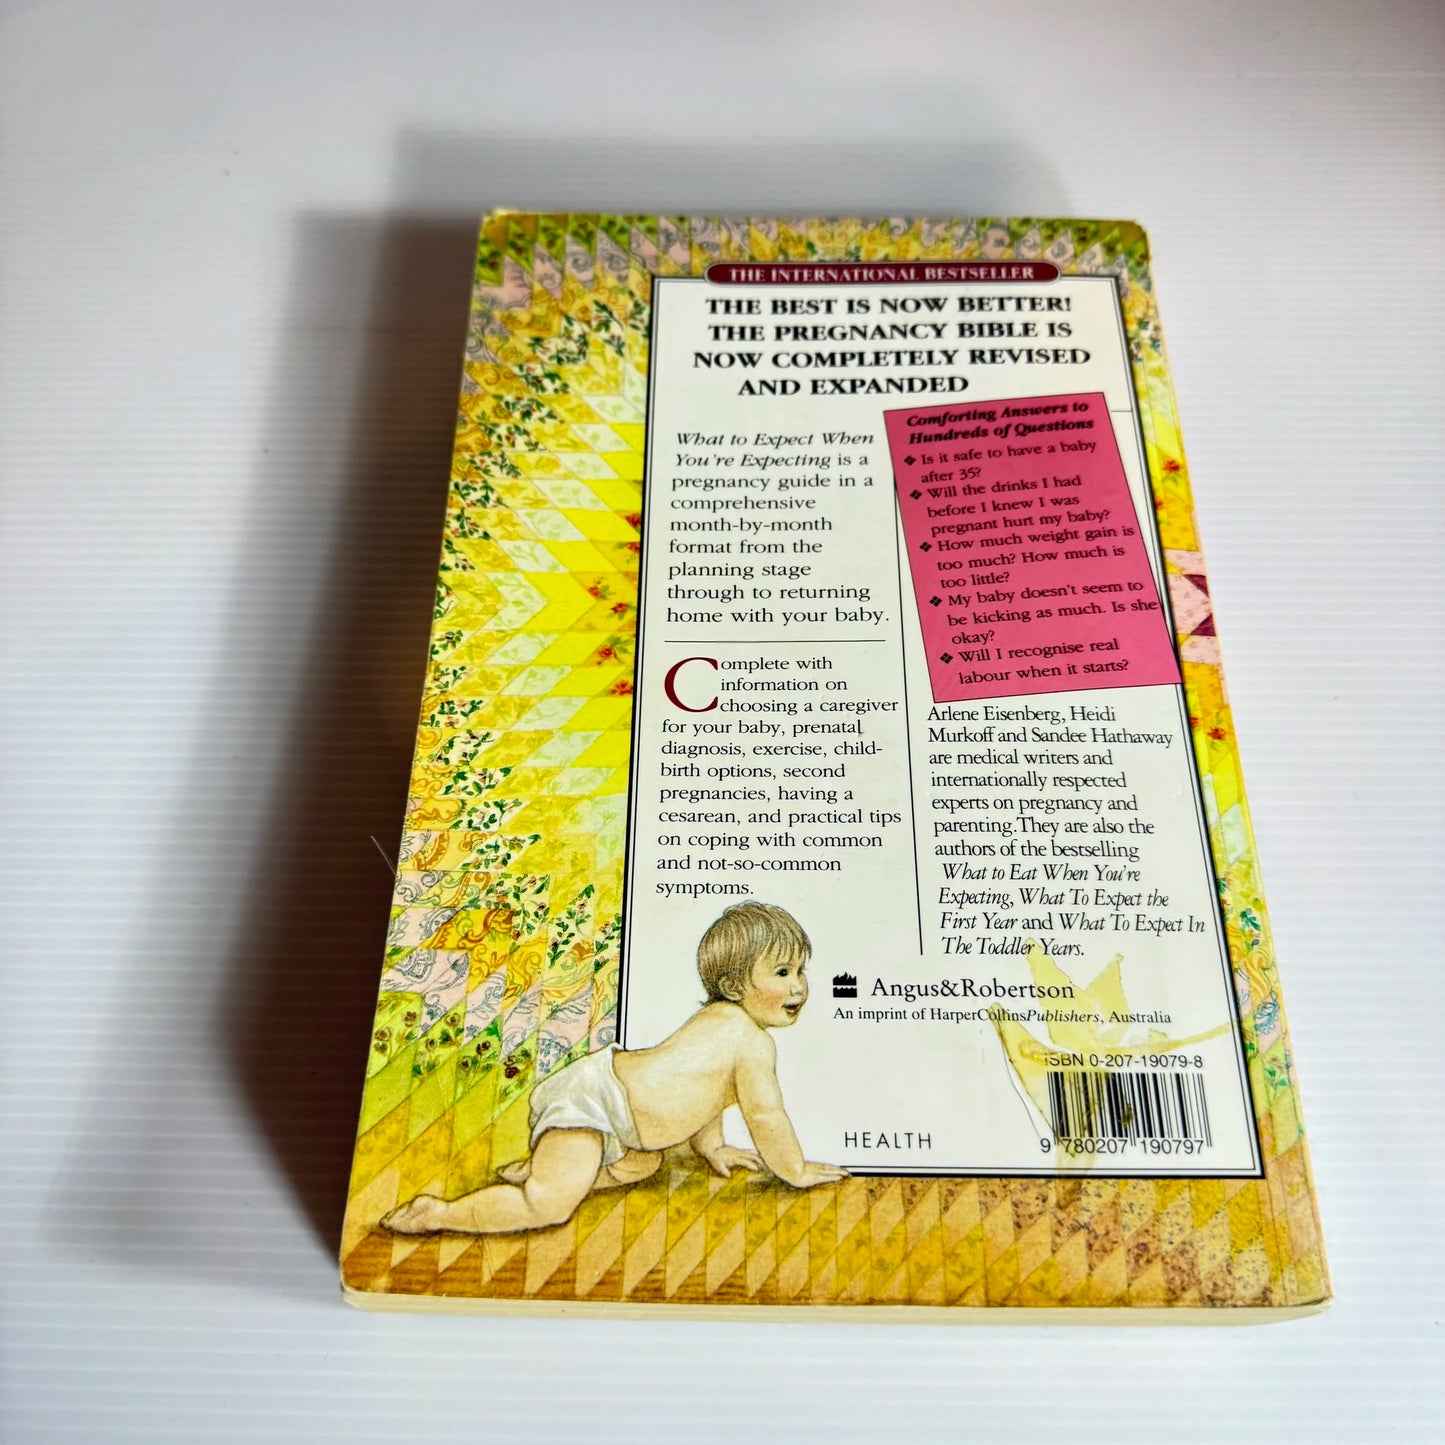 THE INTERNATIONAL BESTSELLER
THE BEST IS NOW BETTER!
THE PREGNANCY BIBLE IS
NOW COMPLETELY REVISED
AND EXPANDED
What to Expect When
You're Expecting is a
pregnancy guide in a
comprehensive
month-by-month
format from the
planning stage
through to returning
home with your baby.
Complete with
information on
choosing a caregiver
for your baby, prenatal
diagnosis, exercise, child-
birth options, second
pregnancies, having a
cesarean, and practical tips
on coping with common
and not-so-common
symptoms.
Comforting Answers to
Hundreds of Questions
❖ Is it safe to have a baby
after 35?
❖ Will the drinks I had
before I knew I was
pregnant hurt my baby?
❖ How much weight gain is
too much? How much is
too little?
❖ My baby doesn't seem to
be kicking as much. Is she
okay?
❖ Will I recognise real
labour when it starts?
Arlene Eisenberg, Heidi
Murkoff and Sandee Hathaway
are medical writers and
internationally respected
experts on pregnancy and
parenting.They are also the
authors of the bestselling
What to Eat When You're
Expecting, What To Expect the
First Year and What To Expect In
The Toddler Years.
Angus&Robertson
An imprint of HarperCollinsPublishers, Australia
ISBN 0-207-19079-8
HEALTH
9 780207 190797